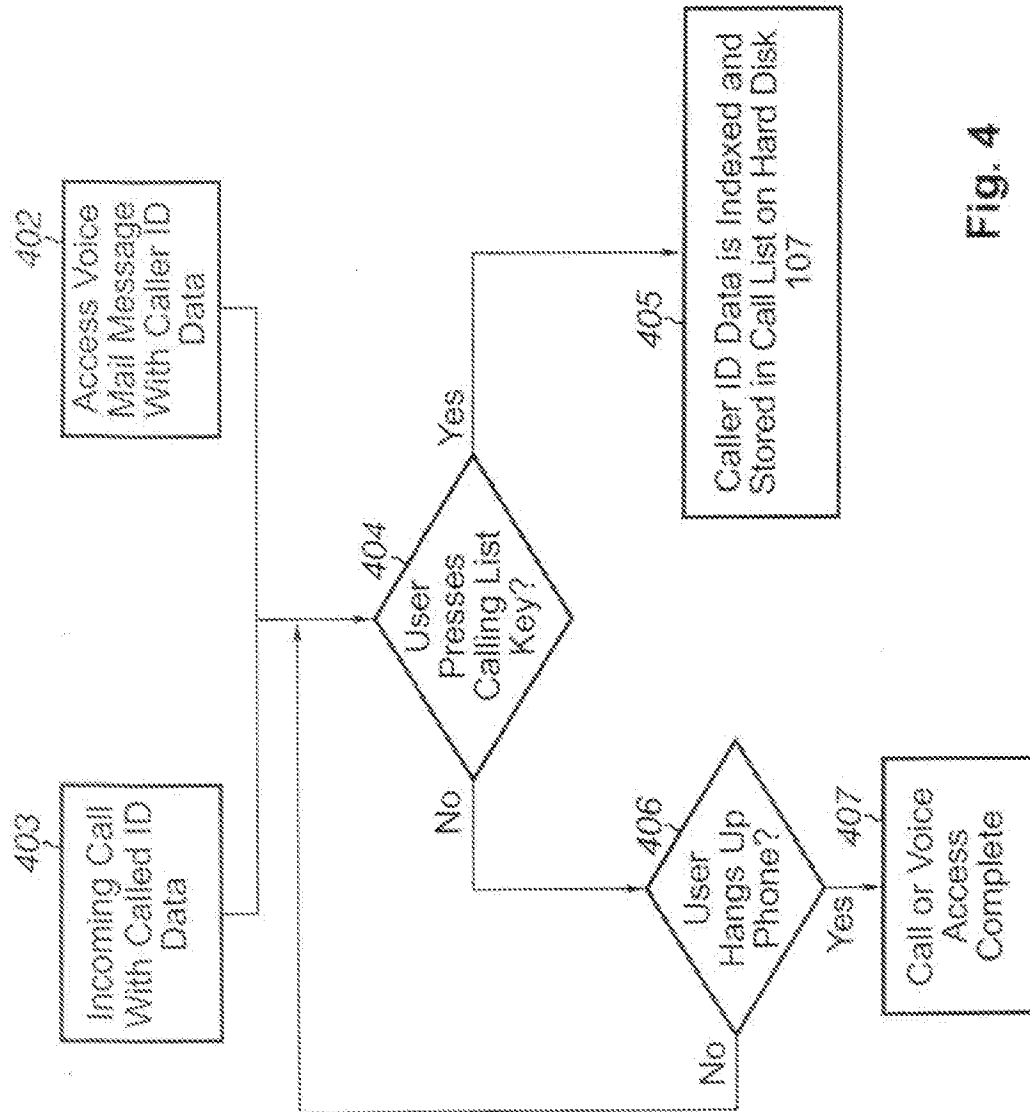 403
Incoming Call
With Called ID
Data
402
Access Voice
Mail Message
With Caller ID
Data
404
User
Presses
Calling List
Key?
No
Yes
406
User
Hangs Up
Phone?
No
Yes
405
Caller ID Data is Indexed and
Stored in Call List on Hard Disk
107
407
Call or Voice
Access
Complete
Fig. 4